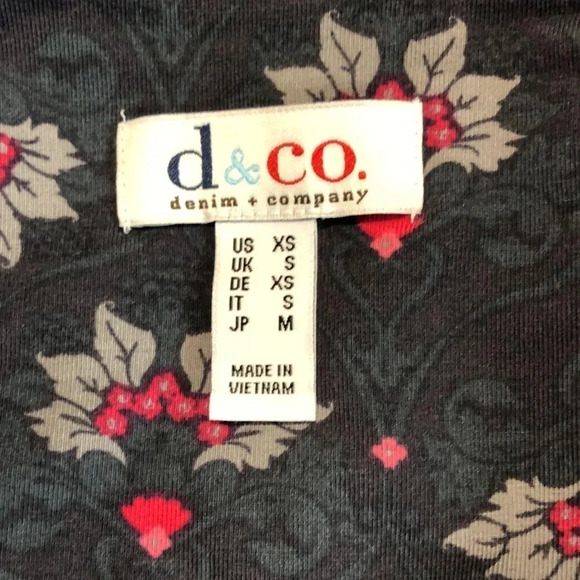 d&co.
denim + company
US XS
UK S
DE XS
IT S
JP M
MADE IN
VIETNAM